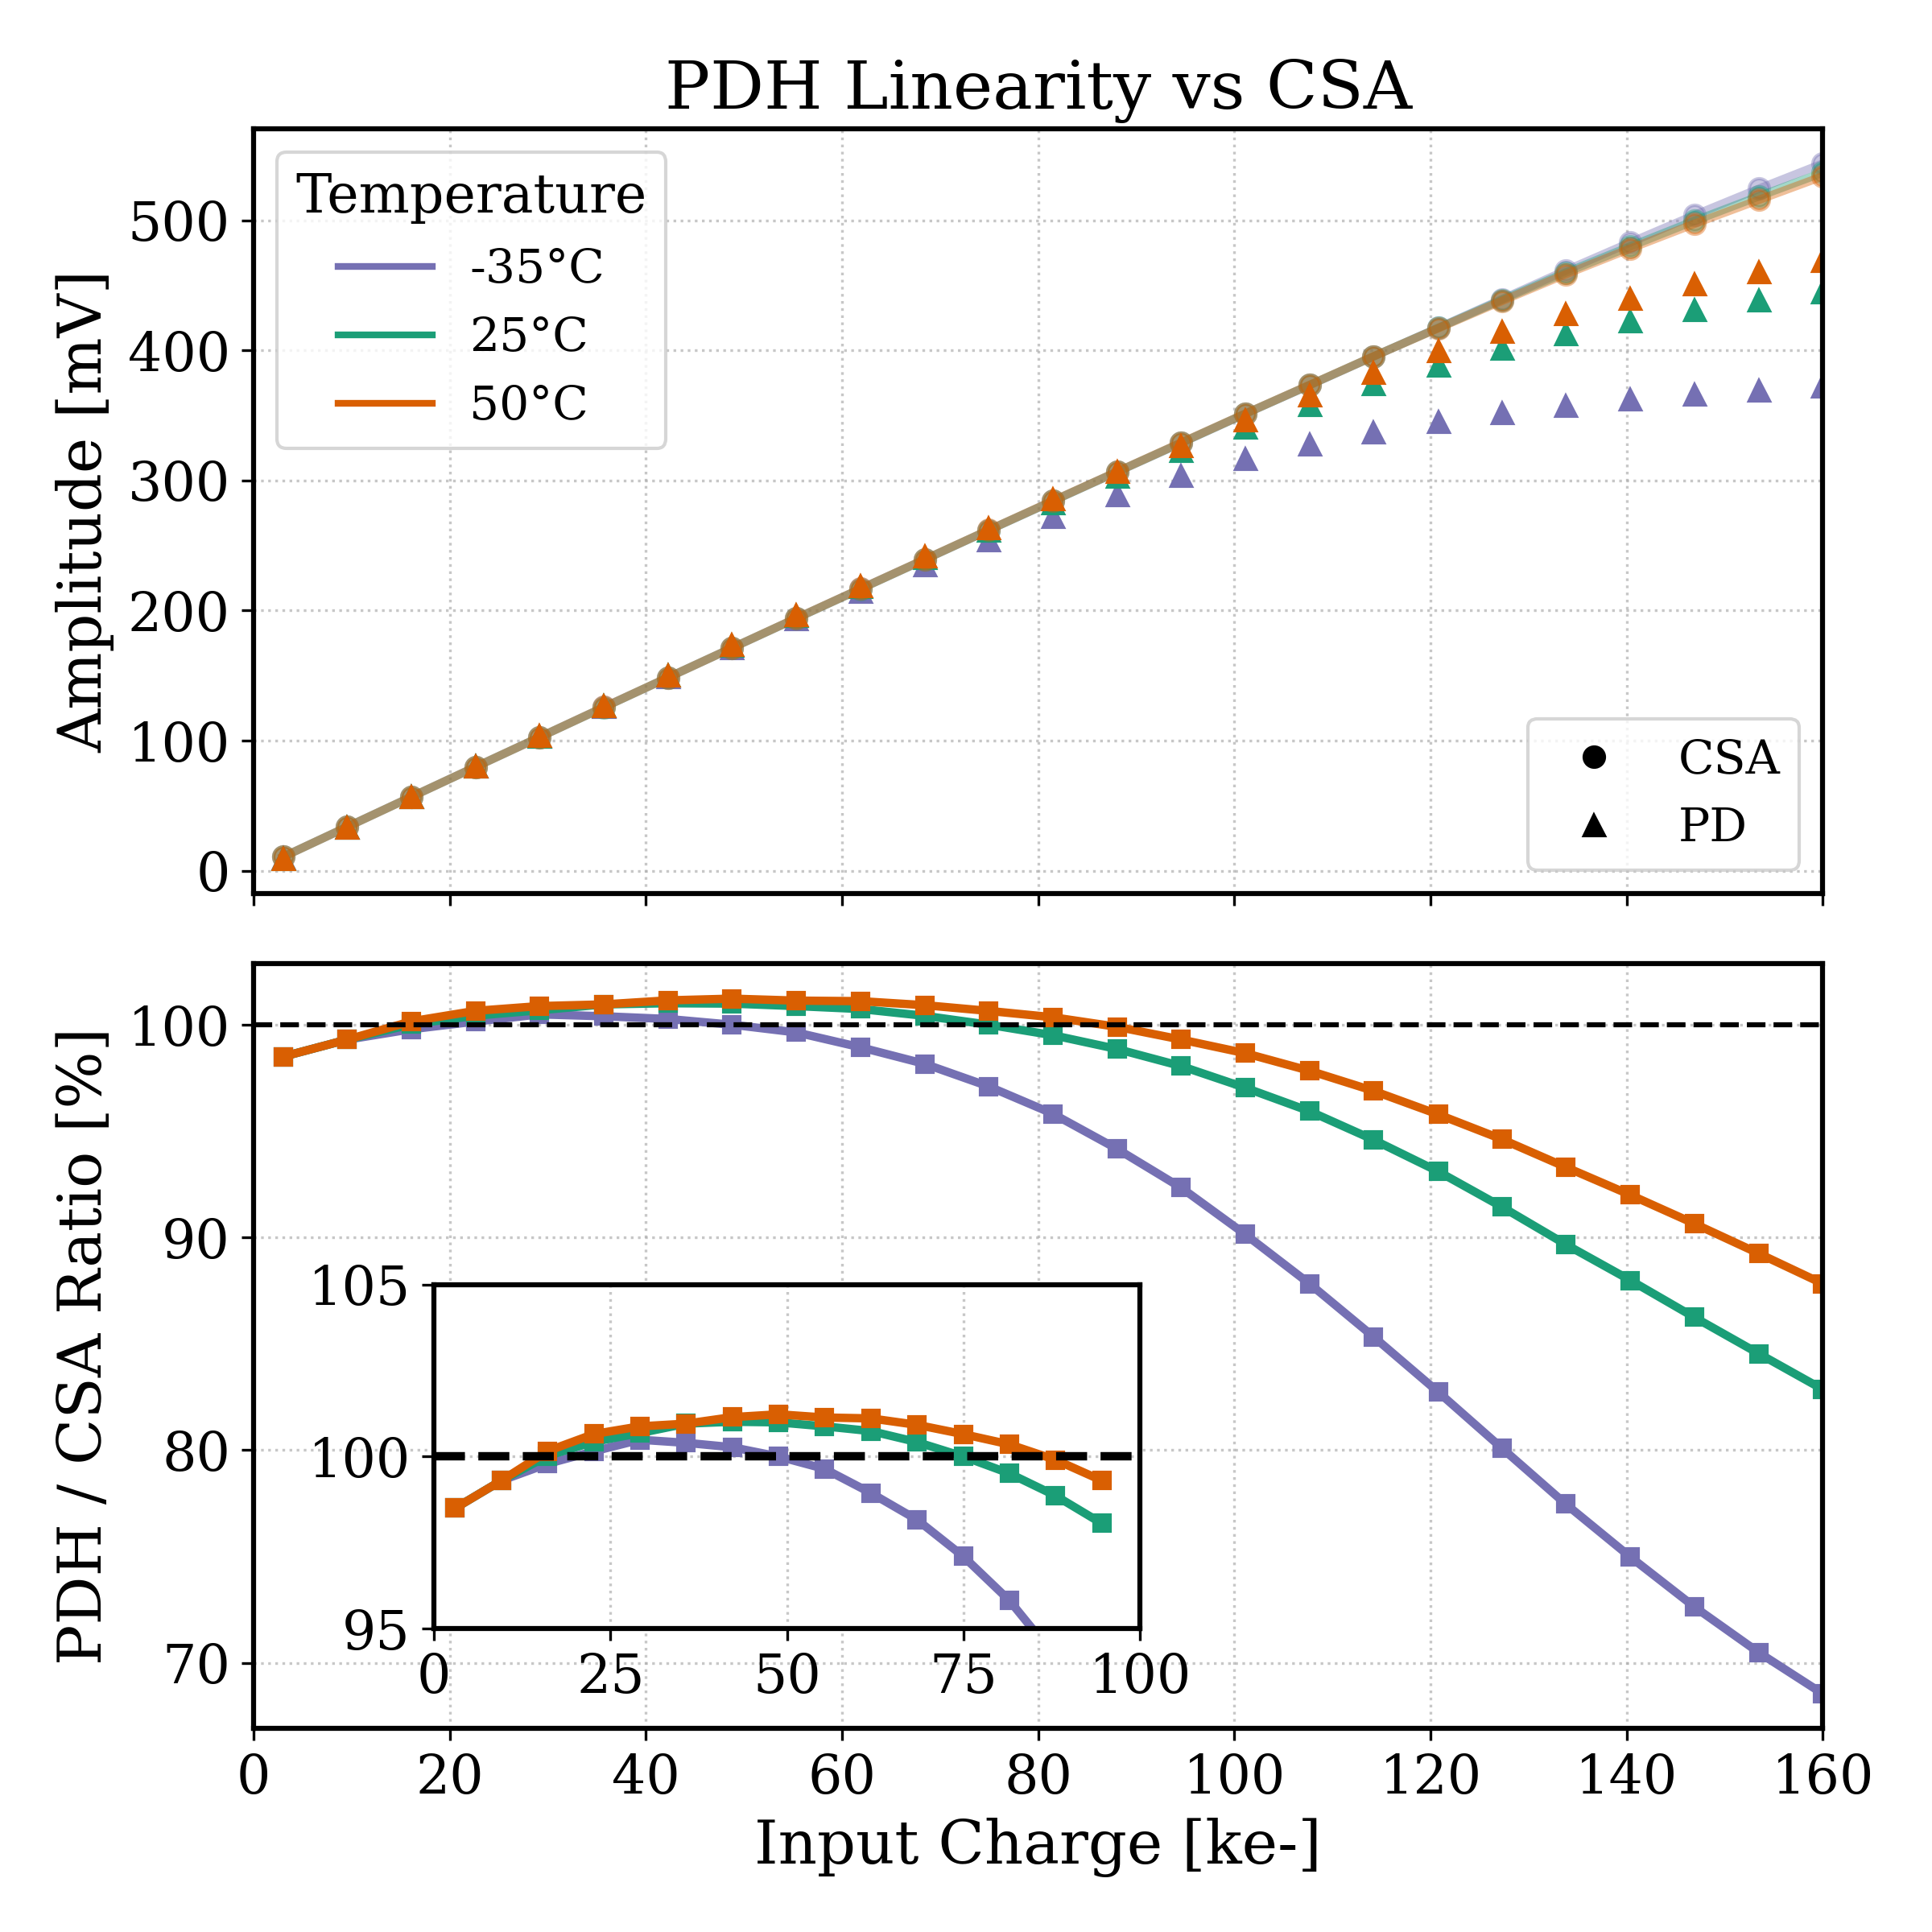 PDH Linearity vs CSA
Amplitude [mV]
500
400
300
200
100
0
Temperature
-35°C
25°C
50°C
CSA
PD
PDH / CSA Ratio [%]
100
90
80
70
105
100
95
0 25 50 75 100
0 20 40 60 80 100 120 140 160
Input Charge [ke-]